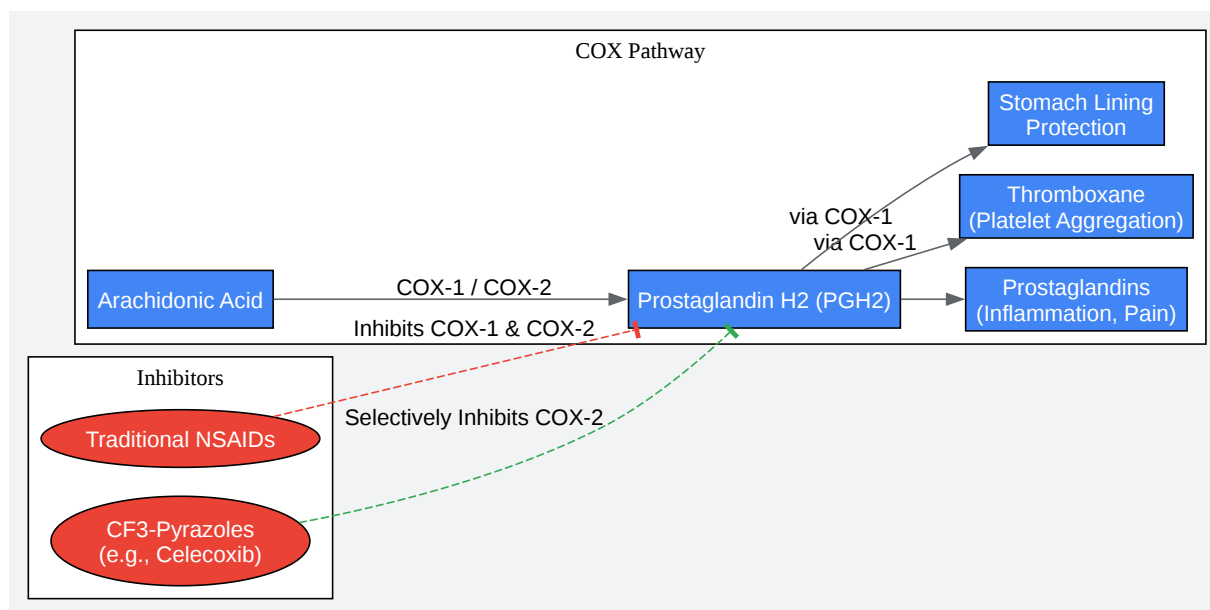 COX Pathway
Stomach Lining
Protection
Thromboxane
(Platelet Aggregation)
via COX-1
via COX-1
Arachidonic Acid
COX-1 / COX-2
Prostaglandin H2 (PGH2)
Prostaglandins
(Inflammation, Pain)
Inhibits COX-1 & COX-2
Inhibitors
Traditional NSAIDs
Selectively Inhibits COX-2
CF3-Pyrazoles
(e.g., Celecoxib)